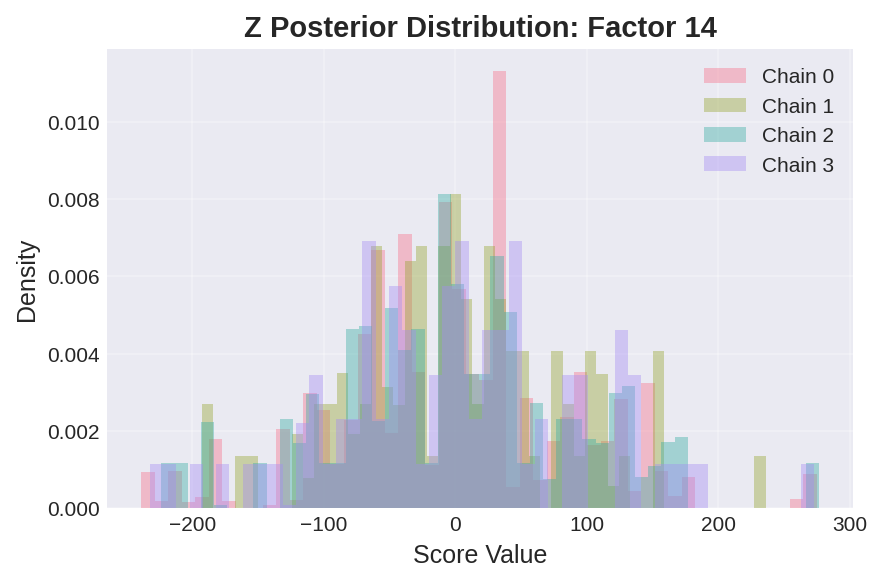 Z Posterior Distribution: Factor 14
Chain 0
Chain 1
Chain 2
Chain 3
Density
0.010
0.008
0.006
0.004
0.002
0.000
−200
−100
0
100
200
300
Score Value